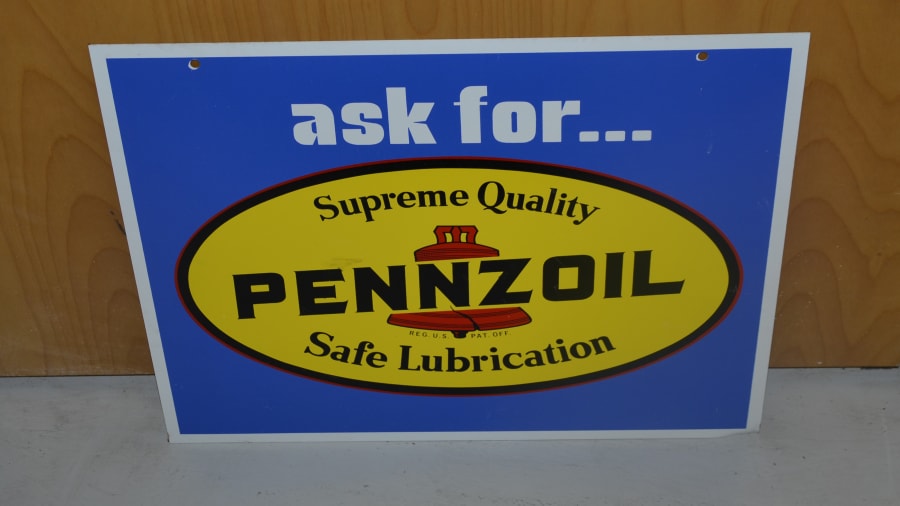 ask for...
Supreme Quality
PENNZOIL
REG. U.S. PAT. OFF.
Safe Lubrication